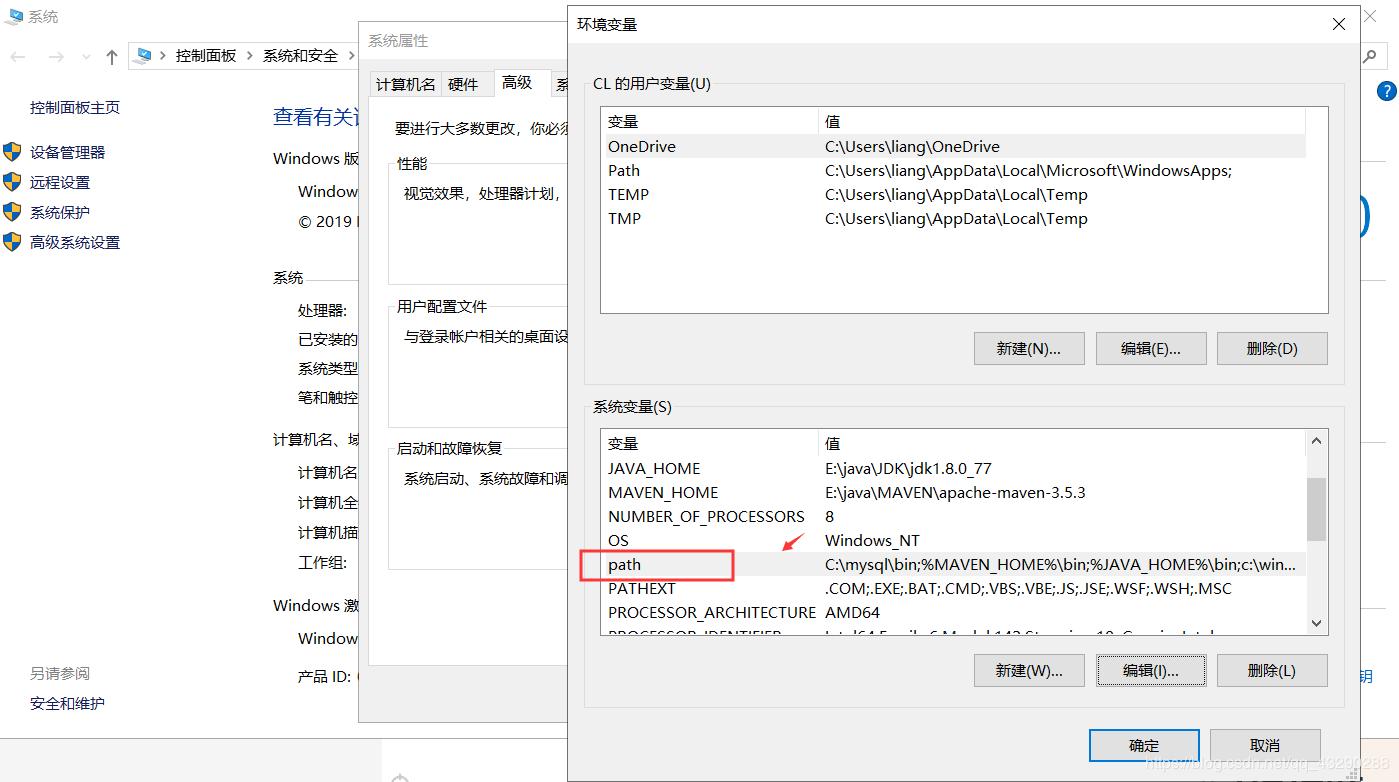 系统
控制面板
系统和安全
控制面板主页
设备管理器
远程设置
系统保护
高级系统设置
另请参阅
安全和维护
查看有关
Windows 版
Window
© 2019
系统
处理器:
已安装的
系统类型
笔和触控
计算机名、域
计算机名
计算机全
计算机描
工作组:
Windows 激
Window
产品 ID:
系统属性
计算机名 硬件 高级 系
要进行大多数更改，你必须
性能
视觉效果，处理器计划，
用户配置文件
与登录帐户相关的桌面设
启动和故障恢复
系统启动、系统故障和调
环境变量
CL 的用户变量(U)
变量 值
OneDrive C:\Users\liang\OneDrive
Path C:\Users\liang\AppData\Local\Microsoft\WindowsApps;
TEMP C:\Users\liang\AppData\Local\Temp
TMP C:\Users\liang\AppData\Local\Temp
新建(N)... 编辑(E)... 删除(D)
系统变量(S)
变量 值
JAVA_HOME E:\java\JDK\jdk1.8.0_77
MAVEN_HOME E:\java\MAVEN\apache-maven-3.5.3
NUMBER_OF_PROCESSORS 8
OS Windows_NT
path C:\mysql\bin;%MAVEN_HOME%\bin;%JAVA_HOME%\bin;c:\win...
PATHEXT .COM;.EXE;.BAT;.CMD;.VBS;.VBE;.JS;.JSE;.WSF;.WSH;.MSC
PROCESSOR_ARCHITECTURE AMD64
新建(W)... 编辑(I)... 删除(L)
确定 取消
钥
https://blog.csdn.net/qq_43290288